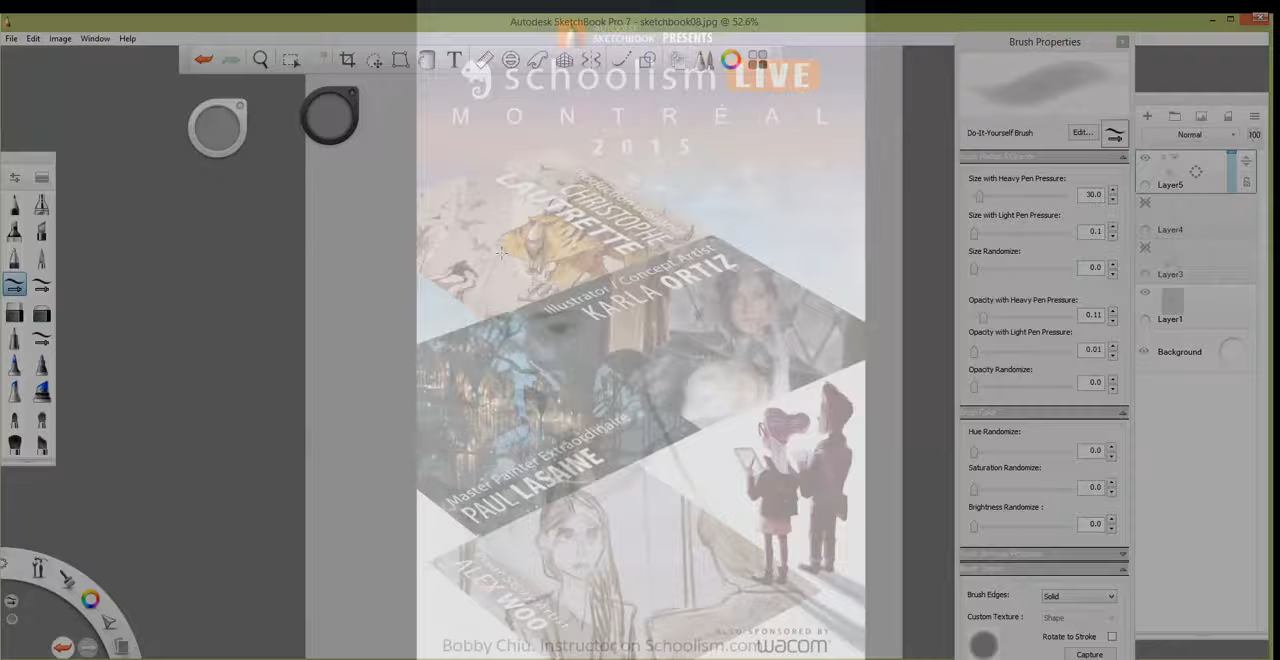 Autodesk SketchBook Pro 7 - sketchbook08.jpg @ 52.6%
File Edit Image Window Help
SKETCHBOOK PRESENTS
schoolism LIVE
MONTRÉAL
2015
CHRISTOPHE
LAUTRETTE
Illustrator / Concept Artist
KARLA ORTIZ
Master Painter Extraordinaire
PAUL LASAINE
ALEX WOO
ALSO SPONSORED BY
wacom
Bobby Chiu. Instructor on Schoolism.com
Brush Properties
Do-It-Yourself Brush
Edit...
Size with Heavy Pen Pressure:
30.0
Size with Light Pen Pressure:
0.1
Size Randomize:
0.0
Opacity with Heavy Pen Pressure:
0.11
Opacity with Light Pen Pressure:
0.01
Opacity Randomize:
0.0
Hue Randomize:
0.0
Saturation Randomize:
0.0
Brightness Randomize :
0.0
Brush Edges: Solid
Custom Texture: Shape
Rotate to Stroke
Capture
Normal 100
Layer5
Layer4
Layer3
Layer1
Background